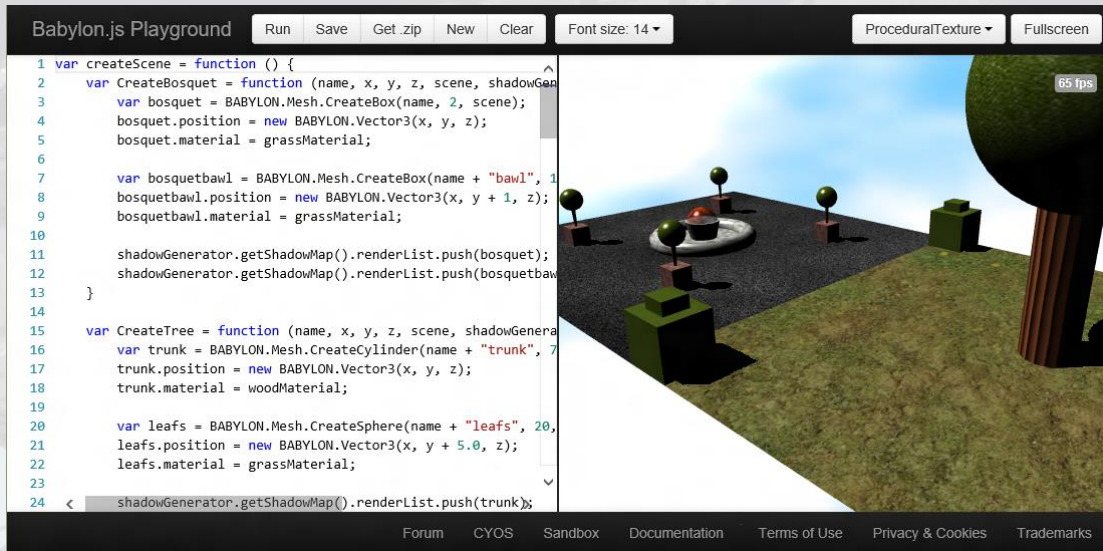 Babylon.js Playground Run Save Get .zip New Clear Font size: 14 ProceduralTexture Fullscreen
65 fps
1 var createScene = function () {
2 var CreateBosquet = function (name, x, y, z, scene, shadowGen
3 var bosquet = BABYLON.Mesh.CreateBox(name, 2, scene);
4 bosquet.position = new BABYLON.Vector3(x, y, z);
5 bosquet.material = grassMaterial;
6
7 var bosquetbawl = BABYLON.Mesh.CreateBox(name + "bawl", 1
8 bosquetbawl.position = new BABYLON.Vector3(x, y + 1, z);
9 bosquetbawl.material = grassMaterial;
10
11 shadowGenerator.getShadowMap().renderList.push(bosquet);
12 shadowGenerator.getShadowMap().renderList.push(bosquetbaw
13 }
14
15 var CreateTree = function (name, x, y, z, scene, shadowGenera
16 var trunk = BABYLON.Mesh.CreateCylinder(name + "trunk", 7
17 trunk.position = new BABYLON.Vector3(x, y, z);
18 trunk.material = woodMaterial;
19
20 var leafs = BABYLON.Mesh.CreateSphere(name + "leafs", 20,
21 leafs.position = new BABYLON.Vector3(x, y + 5.0, z);
22 leafs.material = grassMaterial;
23
24 shadowGenerator.getShadowMap().renderList.push(trunk);
Forum CYOS Sandbox Documentation Terms of Use Privacy & Cookies Trademarks